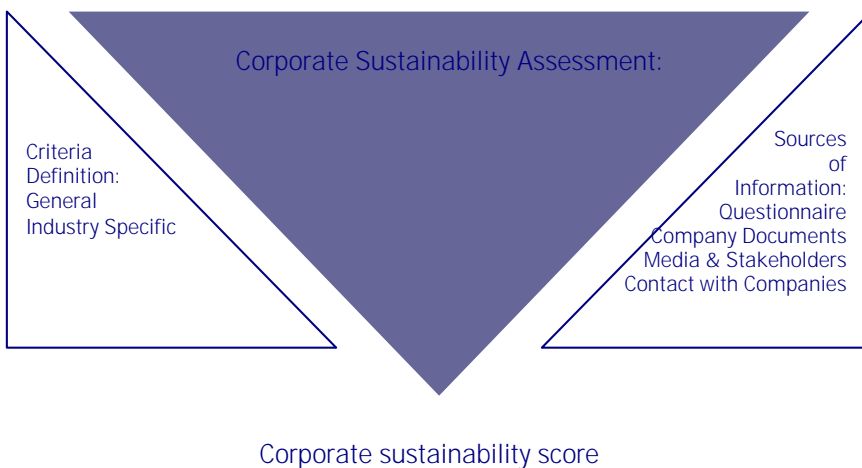 Corporate Sustainability Assessment:
Criteria
Definition:
General
Industry Specific
Sources
of
Information:
Questionnaire
Company Documents
Media & Stakeholders
Contact with Companies
Corporate sustainability score